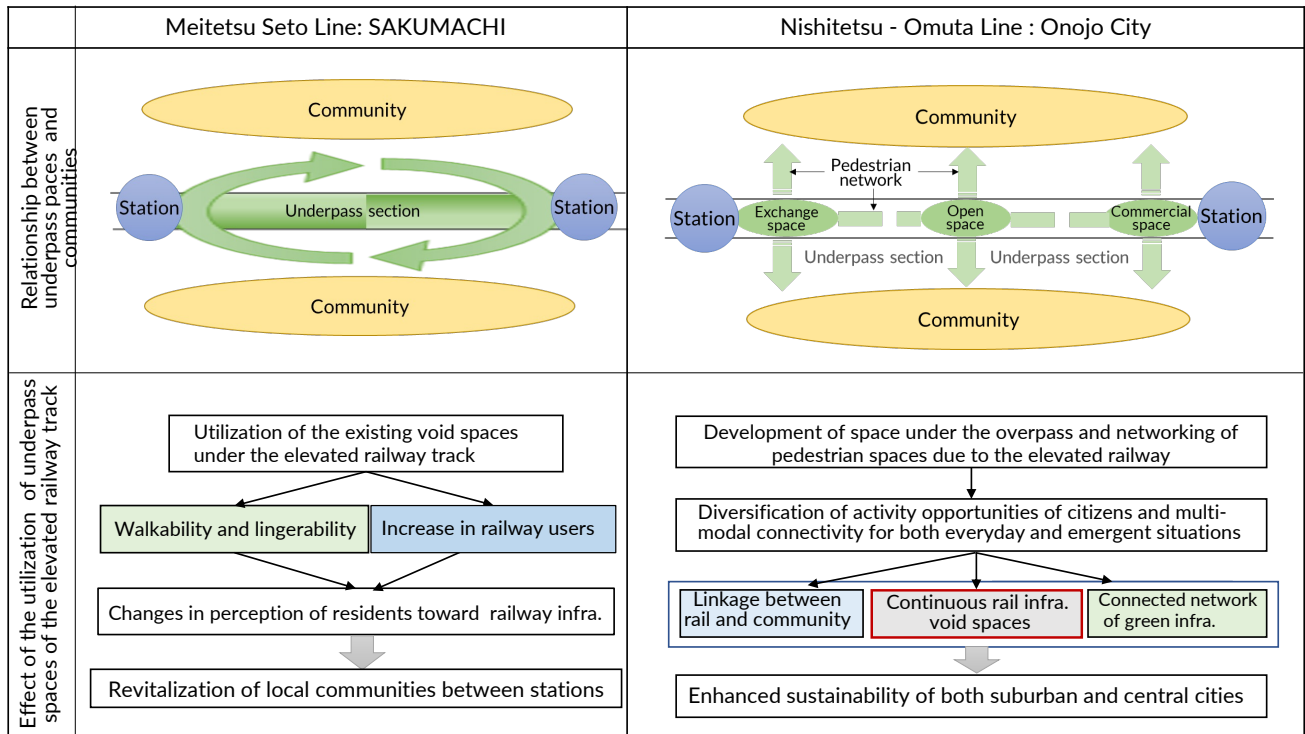 Meitetsu Seto Line: SAKUMACHI
Nishitetsu - Omuta Line : Onojo City
Relationship between
underpass paces and
communities
Community
Station
Underpass section
Station
Community
Community
Pedestrian
network
Station
Exchange
space
Open
space
Commercial
space
Station
Underpass section
Underpass section
Community
Effect of the utilization of underpass
spaces of the elevated railway track
Utilization of the existing void spaces
under the elevated railway track
Walkability and lingerability
Increase in railway users
Changes in perception of residents toward railway infra.
Revitalization of local communities between stations
Development of space under the overpass and networking of
pedestrian spaces due to the elevated railway
Diversification of activity opportunities of citizens and multi-
modal connectivity for both everyday and emergent situations
Linkage between
rail and community
Continuous rail infra.
void spaces
Connected network
of green infra.
Enhanced sustainability of both suburban and central cities